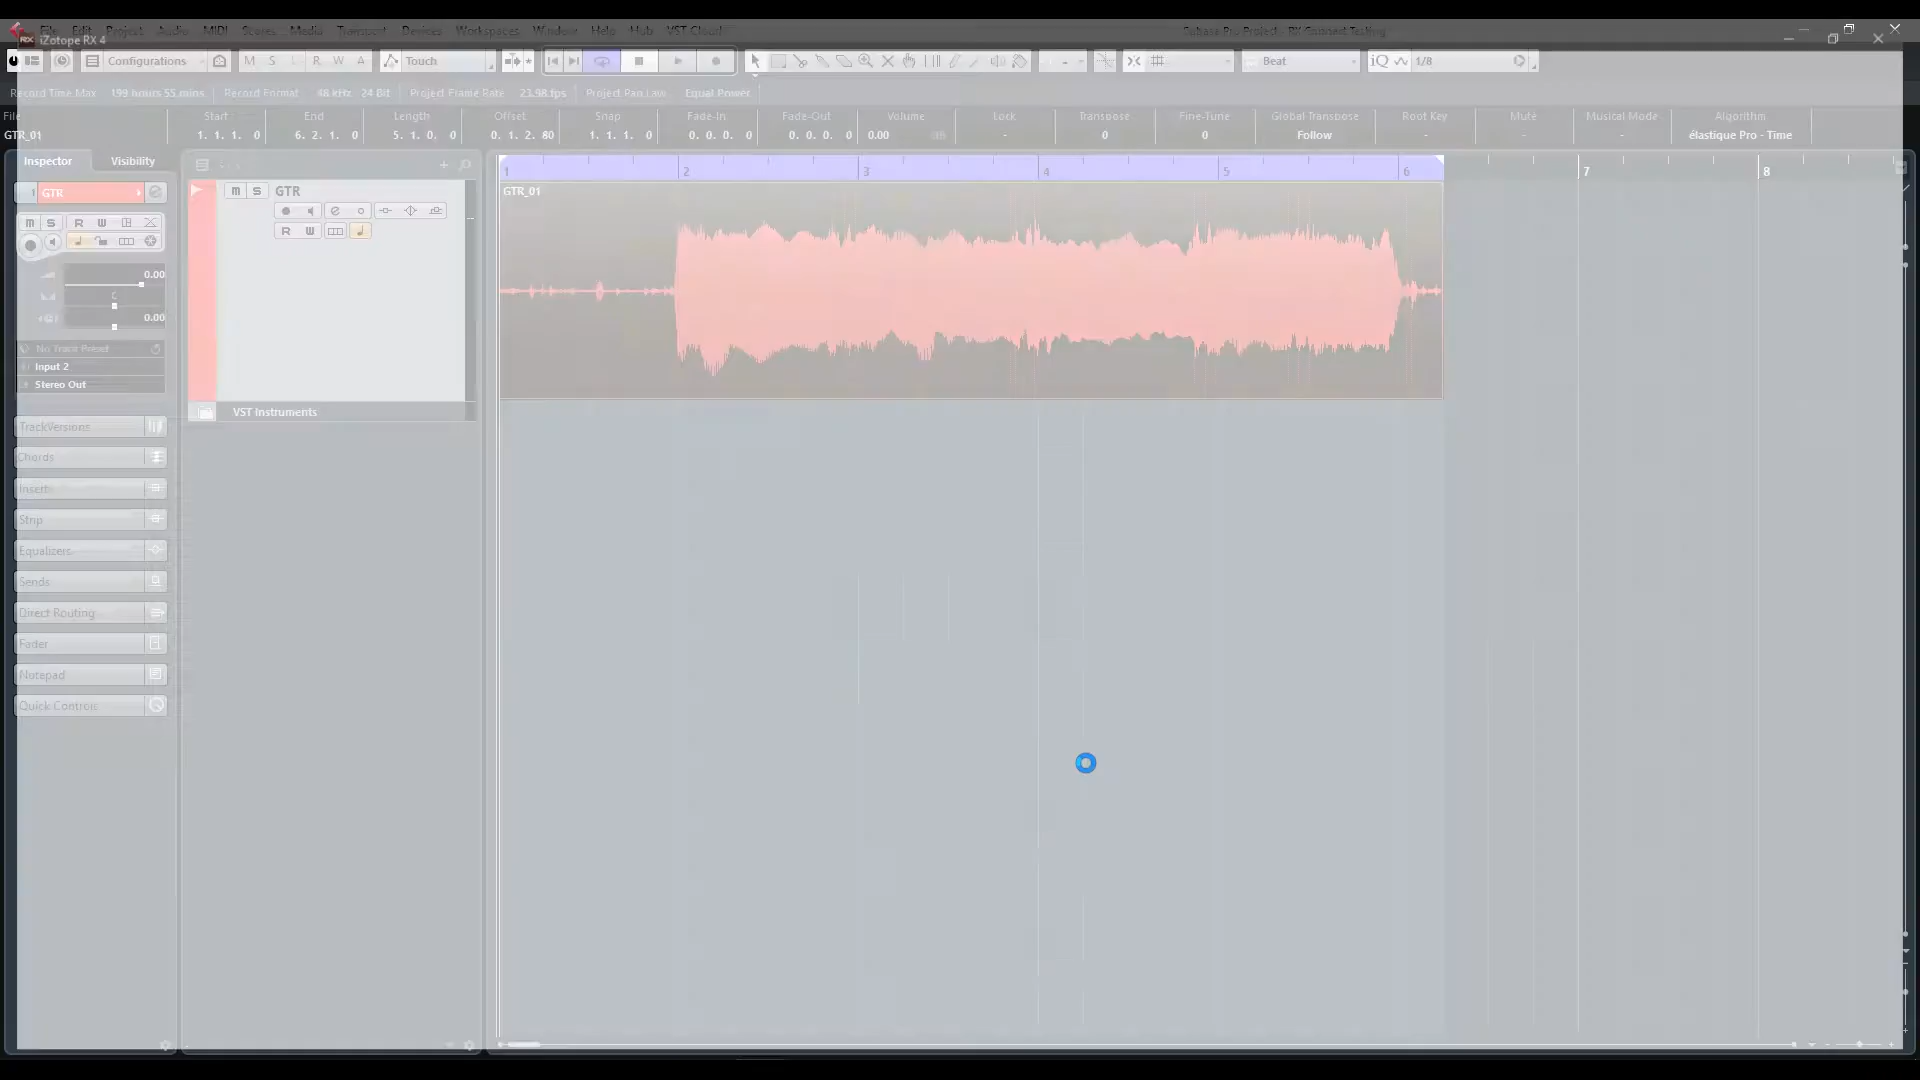 File Edit Project Audio MIDI Scores Media Transport Devices Workspaces Window Help Hub VST Cloud
Cubase Pro Project - RX Connect Testing
iZotope RX 4
Configurations M S L R W A Touch Beat iQ 1/8
Record Time Max 199 hours 55 mins Record Format 48 kHz 24 Bit Project Frame Rate 23.98 fps Project Pan Law Equal Power
File Start End Length Offset Snap Fade-In Fade-Out Volume Lock Transpose Fine-Tune Global Transpose Root Key Mute Musical Mode Algorithm
GTR_01 1. 1. 1. 0 6. 2. 1. 0 5. 1. 0. 0 0. 1. 2. 80 1. 1. 1. 0 0. 0. 0. 0 0. 0. 0. 0 0.00 dB - 0 0 Follow - - - élastique Pro - Time
Inspector Visibility
1 2 3 4 5 6 7 8
1 GTR
m s GTR
GTR_01
m s R W
R W
0.00
C
0.00
No Track Preset
Input 2
Stereo Out
VST Instruments
TrackVersions
Chords
Inserts
Strip
Equalizers
Sends
Direct Routing
Fader
Notepad
Quick Controls